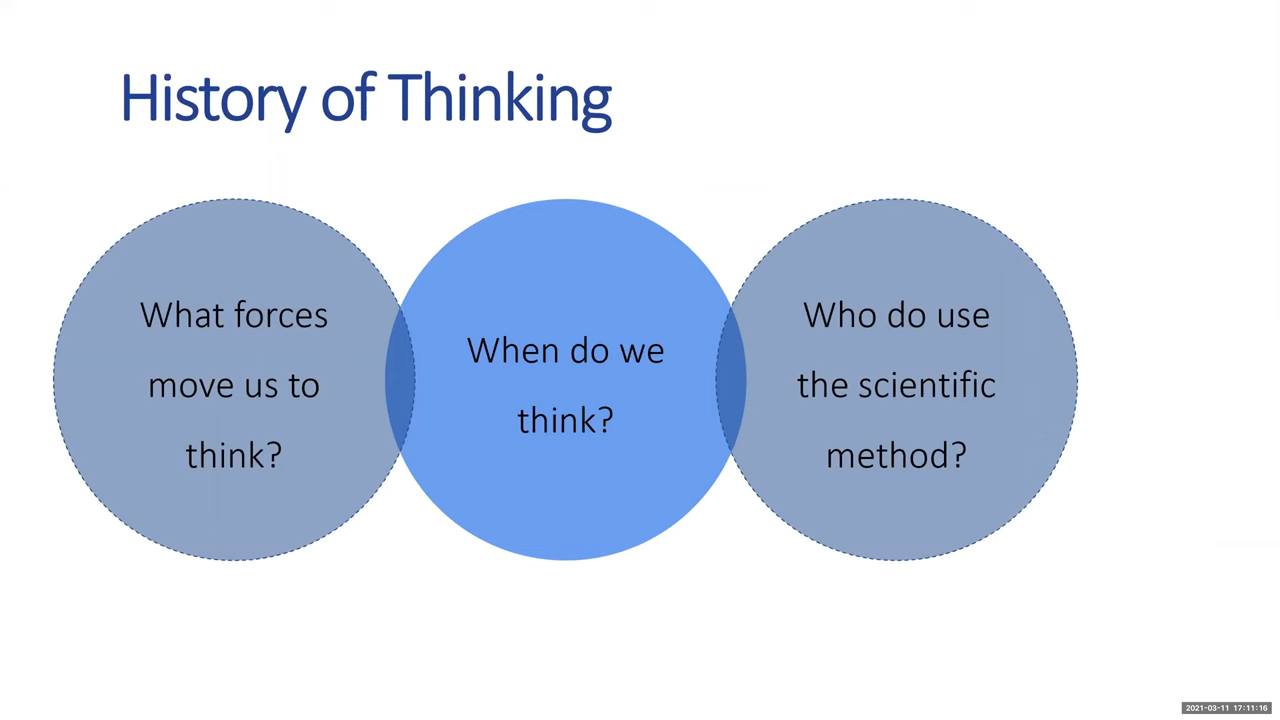 History of Thinking
What forces
move us to
think?
When do we
think?
Who do use
the scientific
method?
2021-03-11 17:11:16